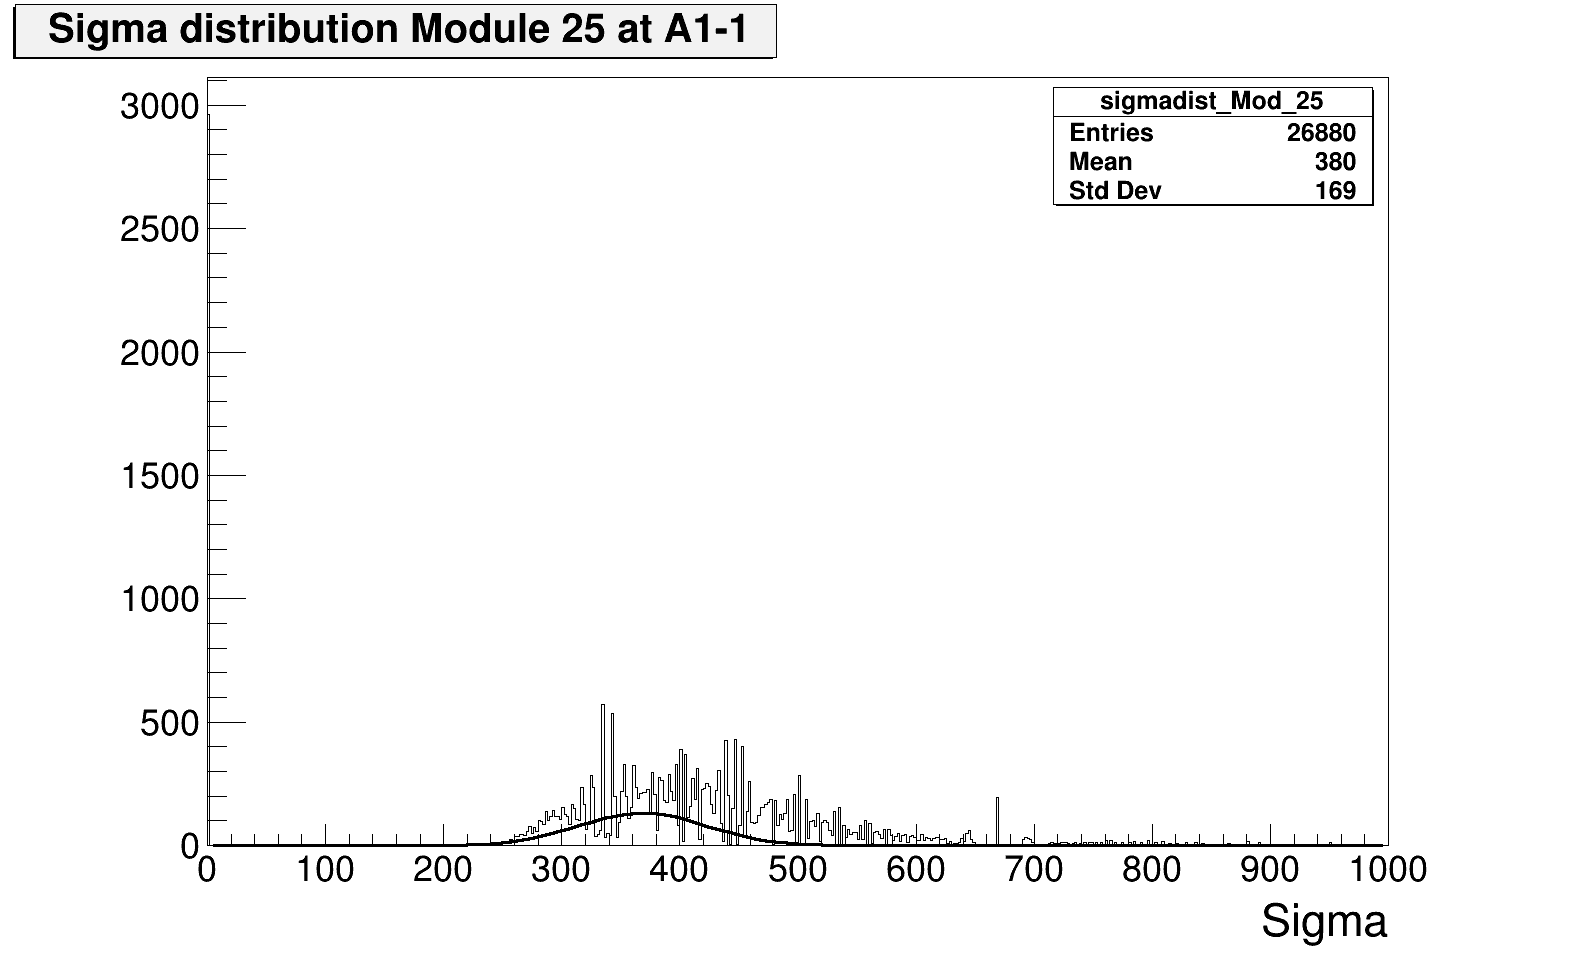 Sigma distribution Module 25 at A1-1
sigmadist_Mod_25
Entries 26880
Mean 380
Std Dev 169
3000
2500
2000
1500
1000
500
0
0 100 200 300 400 500 600 700 800 900 1000
Sigma